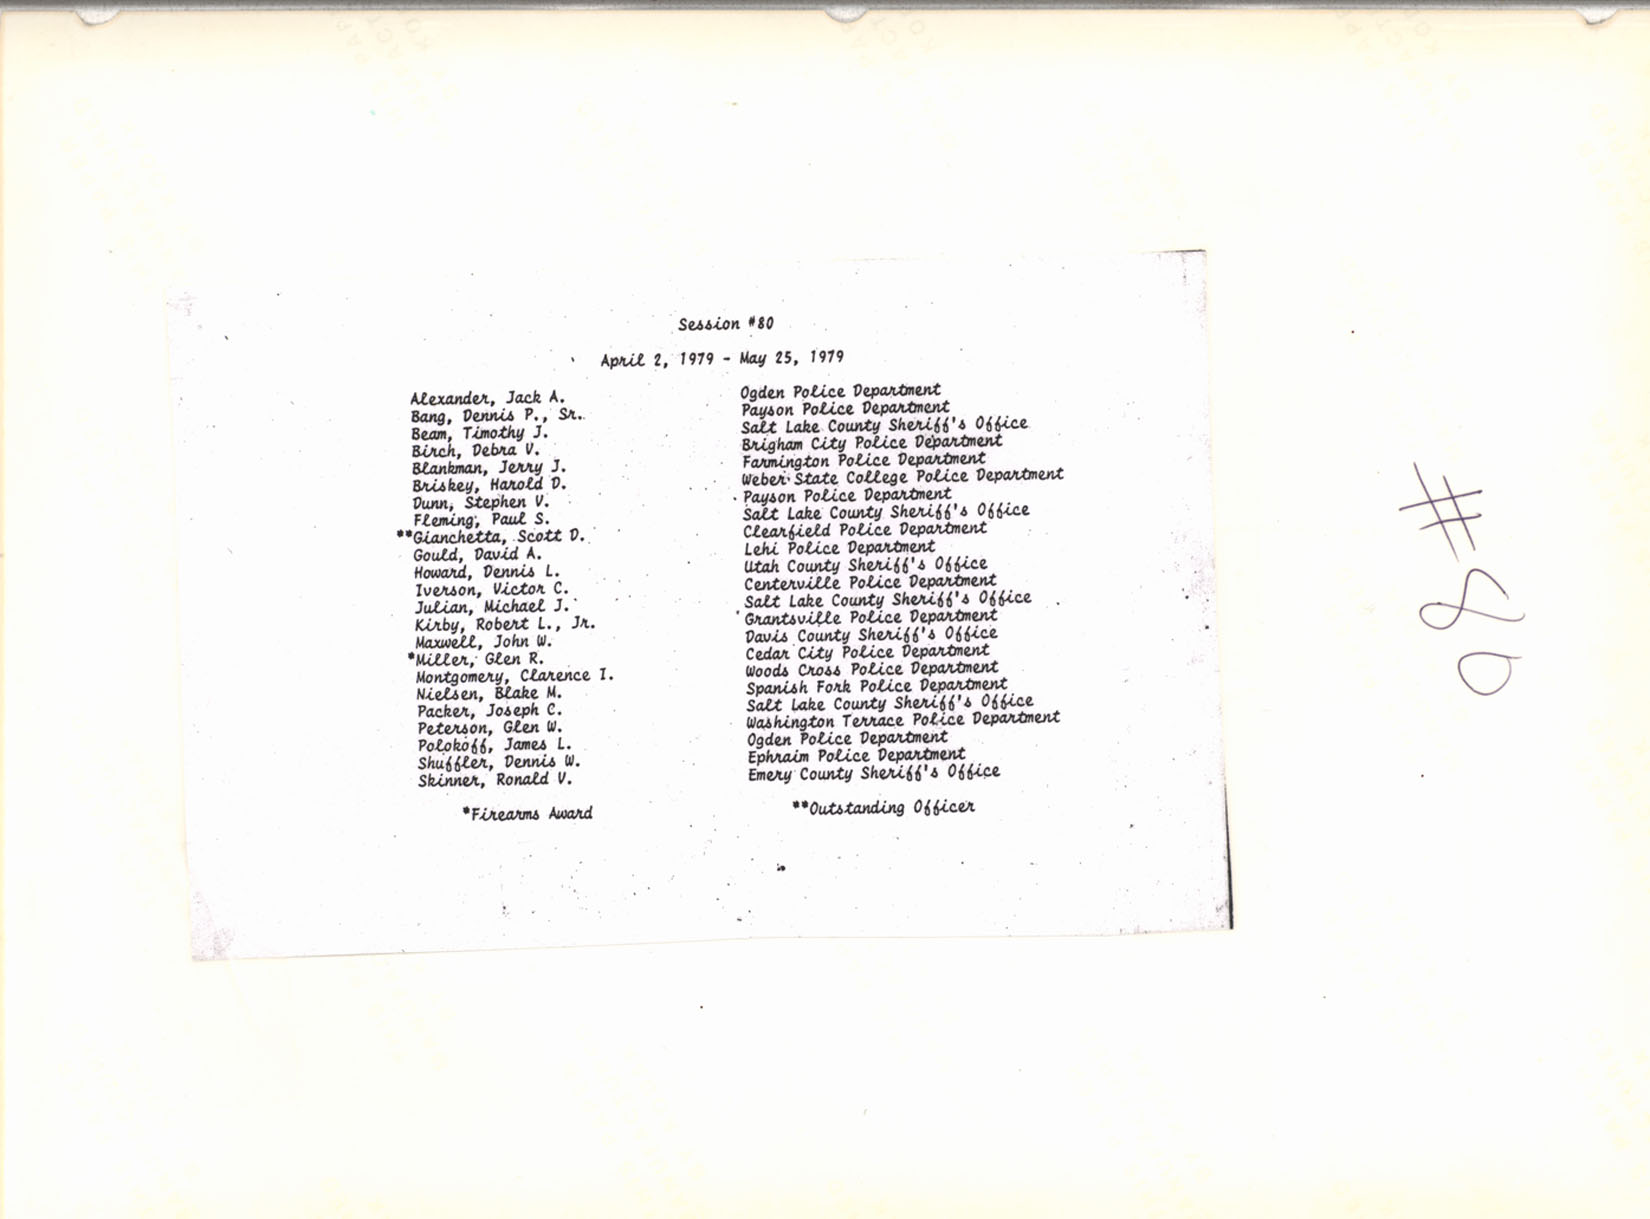 Session #80
April 2, 1979 - May 25, 1979
Alexander, Jack A. Ogden Police Department
Bang, Dennis P., Sr. Payson Police Department
Beam, Timothy J. Salt Lake County Sheriff's Office
Birch, Debra V. Brigham City Police Department
Blankman, Jerry J. Farmington Police Department
Briskey, Harold D. Weber State College Police Department
Dunn, Stephen V. Payson Police Department
Fleming, Paul S. Salt Lake County Sheriff's Office
**Gianchetta, Scott D. Clearfield Police Department
Gould, David A. Lehi Police Department
Howard, Dennis L. Utah County Sheriff's Office
Iverson, Victor C. Centerville Police Department
Julian, Michael J. Salt Lake County Sheriff's Office
Kirby, Robert L., Jr. Grantsville Police Department
Maxwell, John W. Davis County Sheriff's Office
*Miller, Glen R. Cedar City Police Department
Montgomery, Clarence I. Woods Cross Police Department
Nielsen, Blake M. Spanish Fork Police Department
Packer, Joseph C. Salt Lake County Sheriff's Office
Peterson, Glen W. Washington Terrace Police Department
Polokoff, James L. Ogden Police Department
Shuffler, Dennis W. Ephraim Police Department
Skinner, Ronald V. Emery County Sheriff's Office
*Firearms Award **Outstanding Officer
#80